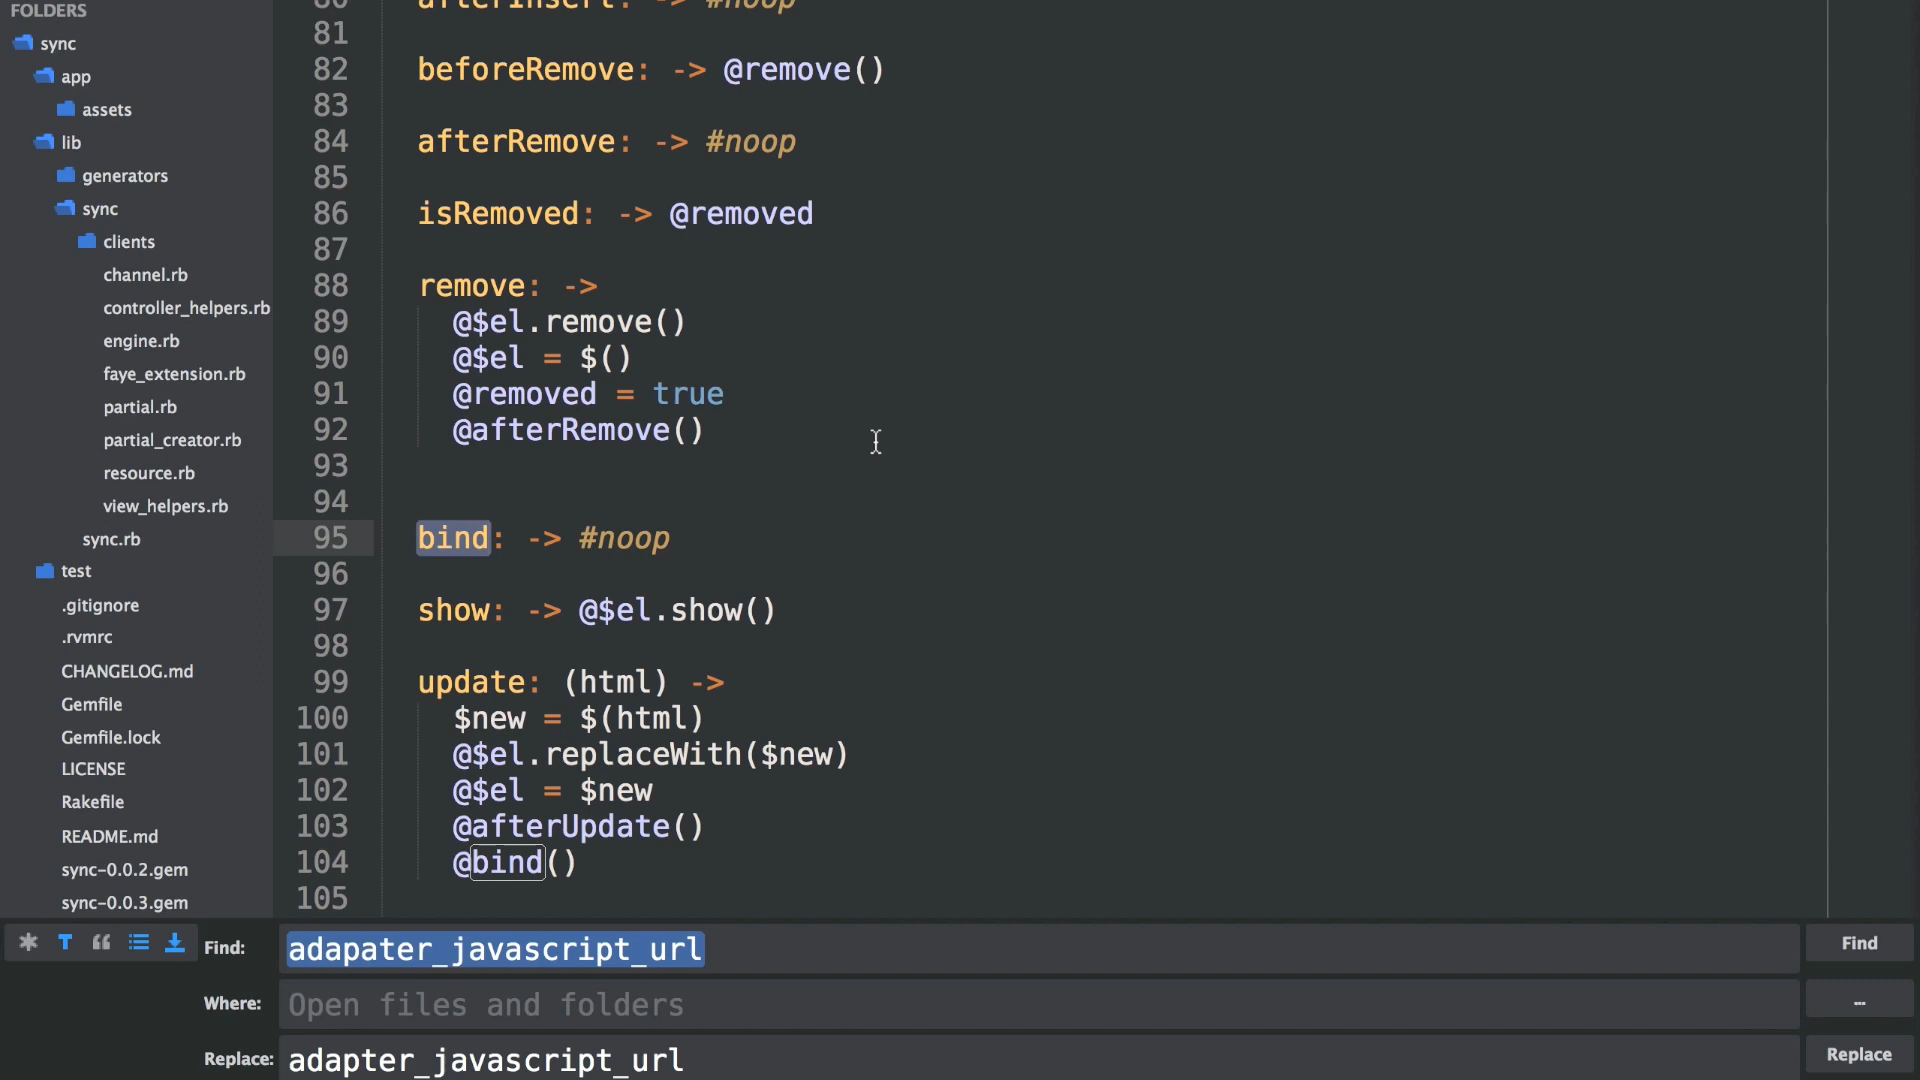 FOLDERS
sync
app
assets
lib
generators
sync
clients
channel.rb
controller_helpers.rb
engine.rb
faye_extension.rb
partial.rb
partial_creator.rb
resource.rb
view_helpers.rb
sync.rb
test
.gitignore
.rvmrc
CHANGELOG.md
Gemfile
Gemfile.lock
LICENSE
Rakefile
README.md
sync-0.0.2.gem
sync-0.0.3.gem
80 afterInsert: -> #noop
81
82 beforeRemove: -> @remove()
83
84 afterRemove: -> #noop
85
86 isRemoved: -> @removed
87
88 remove: ->
89 @$el.remove()
90 @$el = $()
91 @removed = true
92 @afterRemove()
93
94
95 bind: -> #noop
96
97 show: -> @$el.show()
98
99 update: (html) ->
100 $new = $(html)
101 @$el.replaceWith($new)
102 @$el = $new
103 @afterUpdate()
104 @bind()
105
Find: adapater_javascript_url Find
Where: Open files and folders ...
Replace: adapter_javascript_url Replace